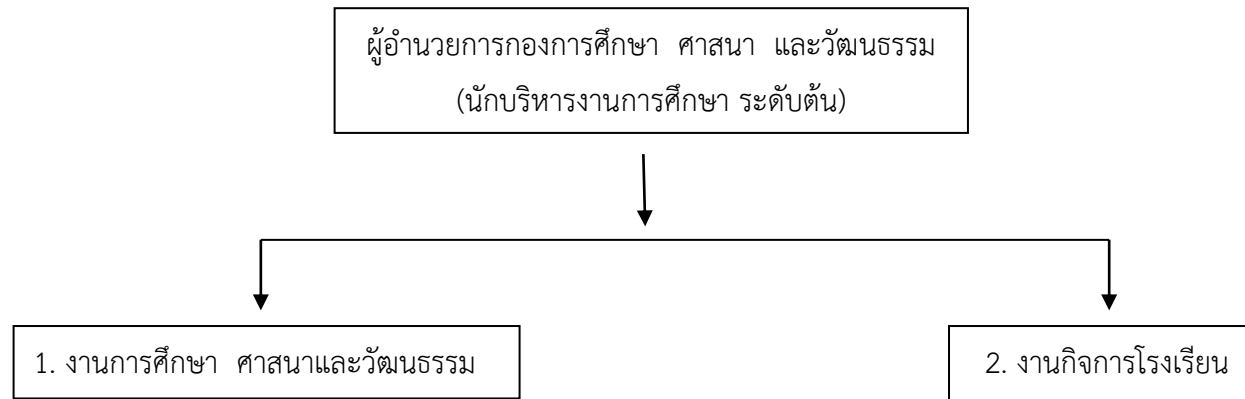 ผู้อำนวยการกองการศึกษา ศาสนา และวัฒนธรรม
(นักบริหารงานการศึกษา ระดับต้น)
1. งานการศึกษา ศาสนาและวัฒนธรรม
2. งานกิจการโรงเรียน